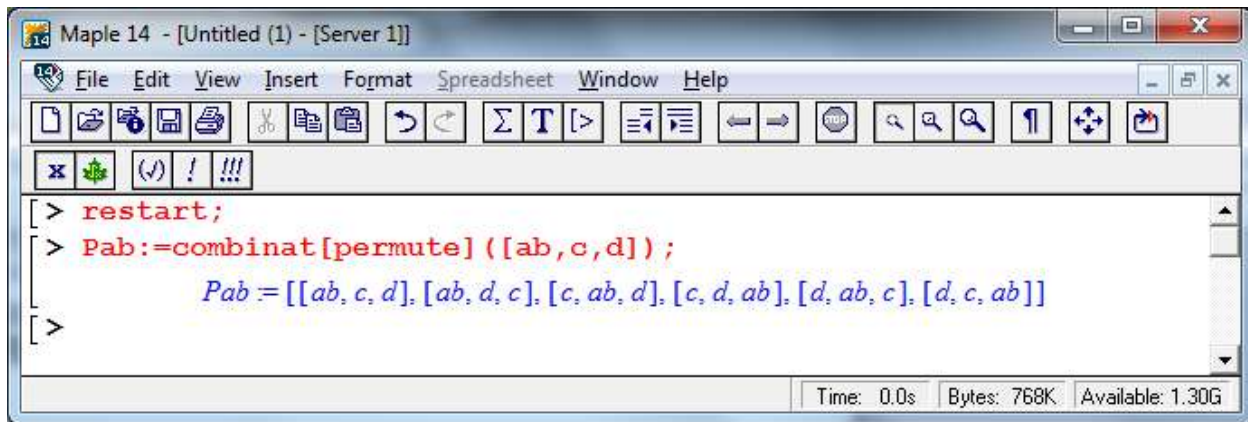 Maple 14 - [Untitled (1) - [Server 1]]
File Edit View Insert Format Spreadsheet Window Help
Σ T [>
STOP
¶
x (√) ! !!!
[> restart;
[> Pab:=combinat[permute]([ab,c,d]);
Pab := [[ab, c, d], [ab, d, c], [c, ab, d], [c, d, ab], [d, ab, c], [d, c, ab]]
[>
Time: 0.0s Bytes: 768K Available: 1.30G